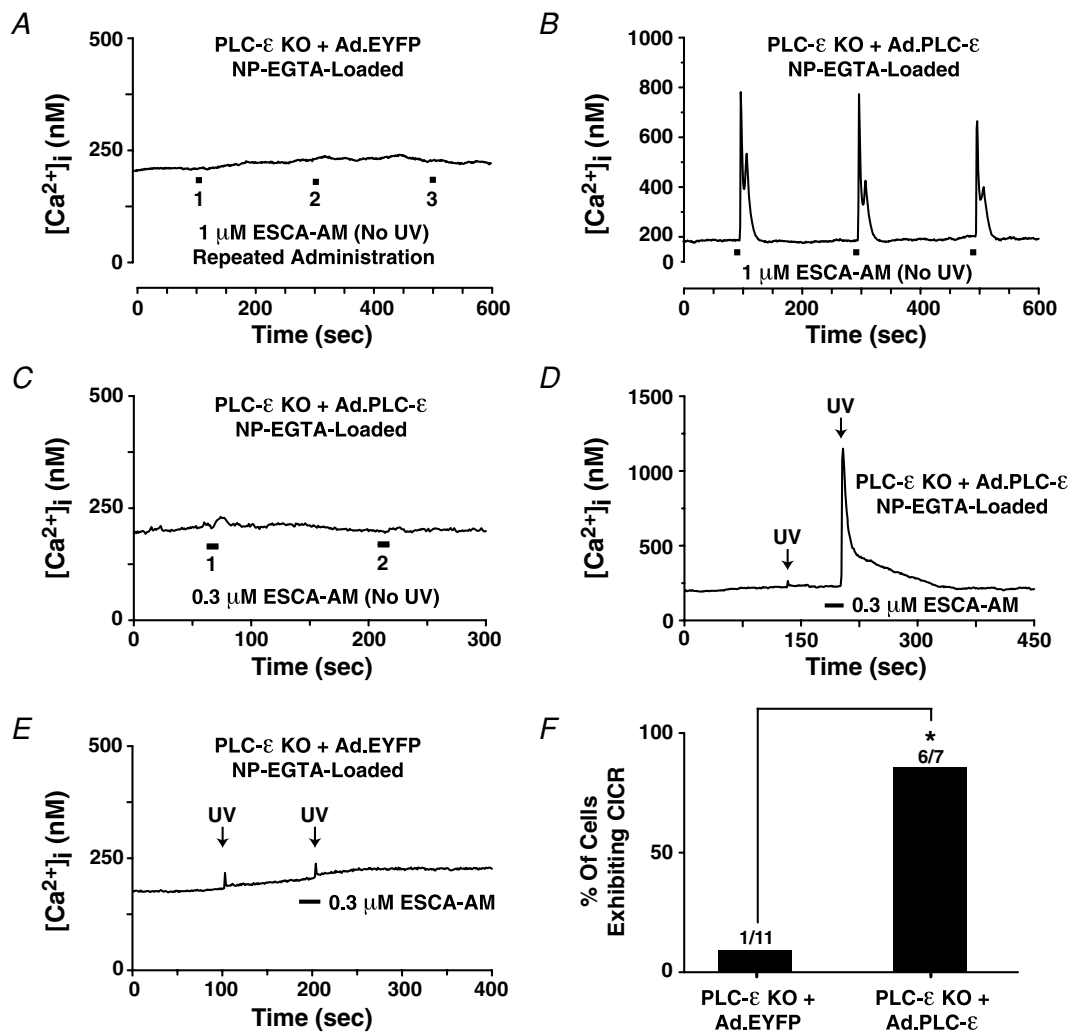 A
PLC-ε KO + Ad.EYFP
NP-EGTA-Loaded
[Ca²⁺]i (nM)
500
250
0
1
2
3
1 μM ESCA-AM (No UV)
Repeated Administration
0
200
400
600
Time (sec)
B
PLC-ε KO + Ad.PLC-ε
NP-EGTA-Loaded
[Ca²⁺]i (nM)
1000
800
600
400
200
0
1 μM ESCA-AM (No UV)
0
200
400
600
Time (sec)
C
PLC-ε KO + Ad.PLC-ε
NP-EGTA-Loaded
[Ca²⁺]i (nM)
500
250
0
1
2
0.3 μM ESCA-AM (No UV)
0
100
200
300
Time (sec)
D
UV
UV
PLC-ε KO + Ad.PLC-ε
NP-EGTA-Loaded
[Ca²⁺]i (nM)
1500
1000
500
250
0
0.3 μM ESCA-AM
0
150
300
450
Time (sec)
E
PLC-ε KO + Ad.EYFP
NP-EGTA-Loaded
[Ca²⁺]i (nM)
500
250
0
UV
UV
0.3 μM ESCA-AM
0
100
200
300
400
Time (sec)
F
% Of Cells
Exhibiting CICR
100
50
0
*
6/7
1/11
PLC-ε KO +
Ad.EYFP
PLC-ε KO +
Ad.PLC-ε